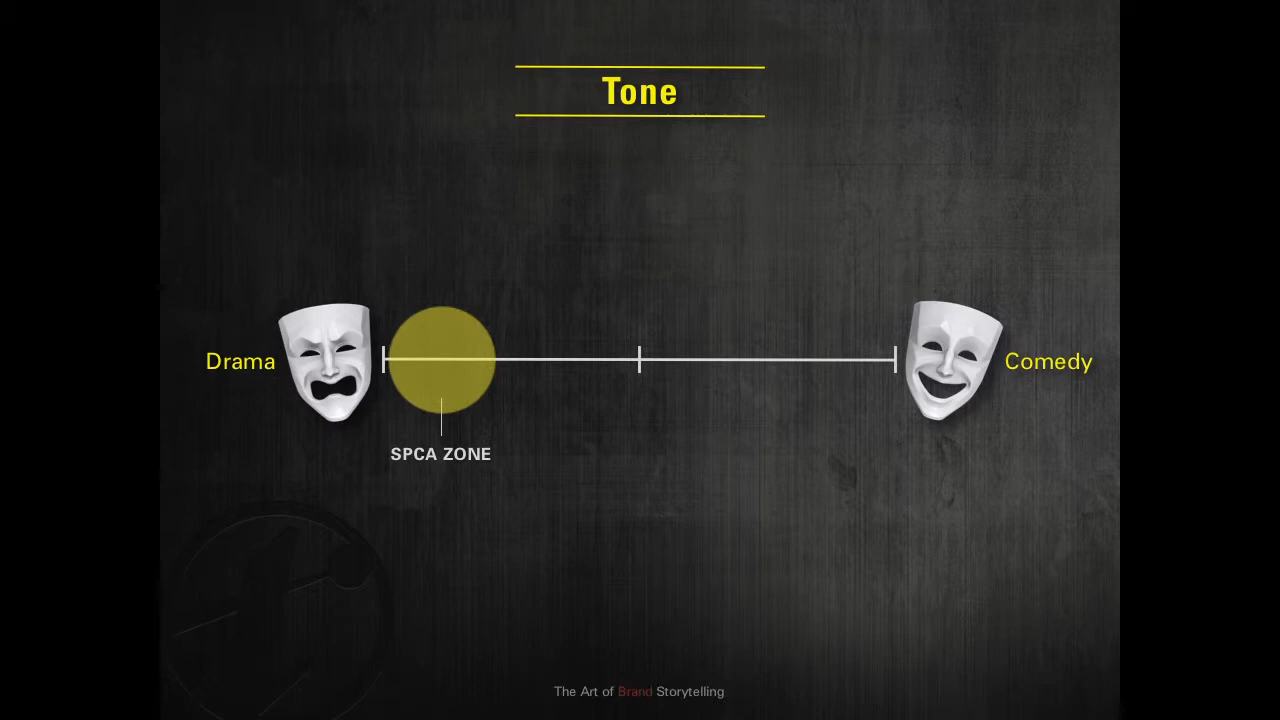 Tone
Drama
Comedy
SPCA ZONE
The Art of Brand Storytelling